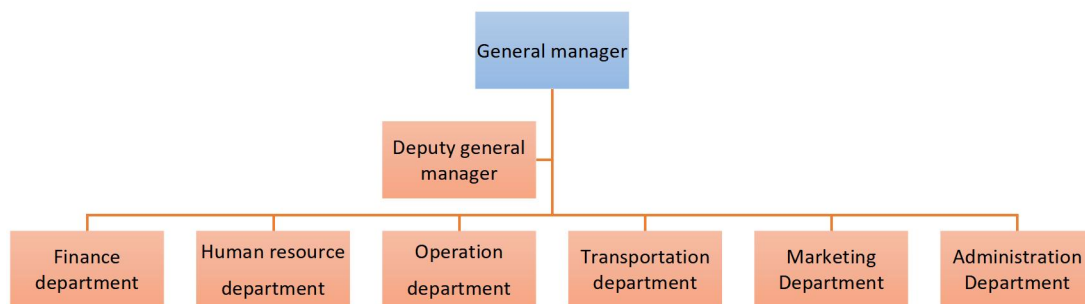 General manager
Deputy general
manager
Finance
department
Human resource
department
Operation
department
Transportation
department
Marketing
Department
Administration
Department